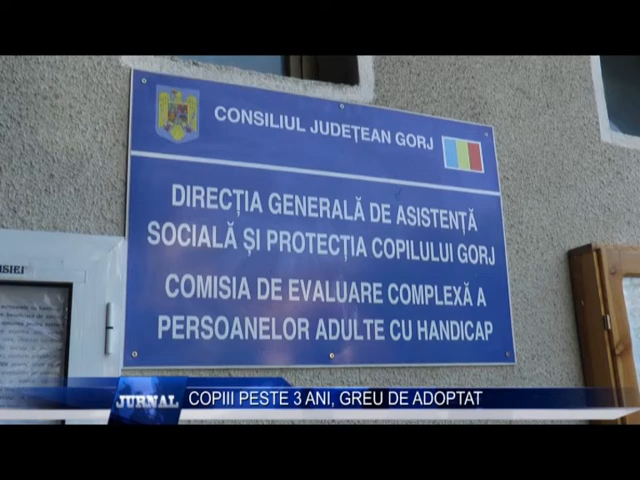 CONSILIUL JUDEȚEAN GORJ
DIRECȚIA GENERALĂ DE ASISTENȚĂ
SOCIALĂ ȘI PROTECȚIA COPILULUI GORJ
COMISIA DE EVALUARE COMPLEXĂ A
PERSOANELOR ADULTE CU HANDICAP
JURNAL
COPIII PESTE 3 ANI, GREU DE ADOPTAT